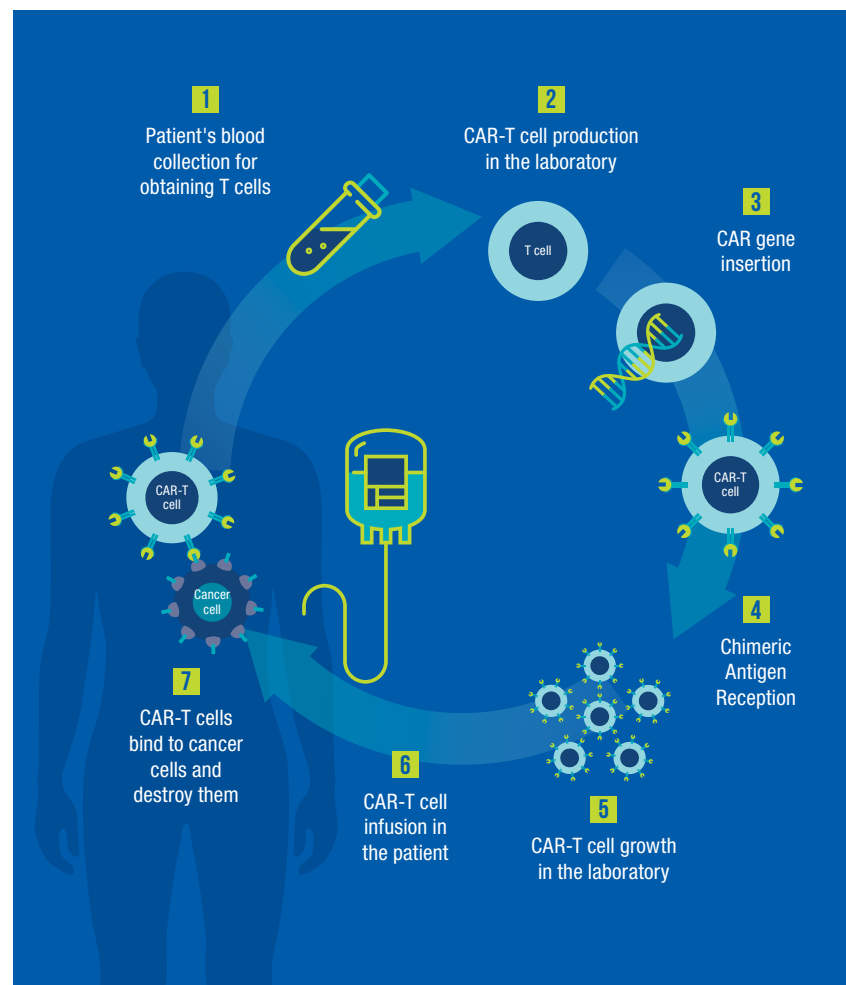 1
Patient's blood
collection for
obtaining T cells
2
CAR-T cell production
in the laboratory
T cell
3
CAR gene
insertion
CAR-T
cell
4
Chimeric
Antigen
Reception
5
CAR-T cell growth
in the laboratory
6
CAR-T cell
infusion in
the patient
CAR-T
cell
Cancer
cell
7
CAR-T cells
bind to cancer
cells and
destroy them